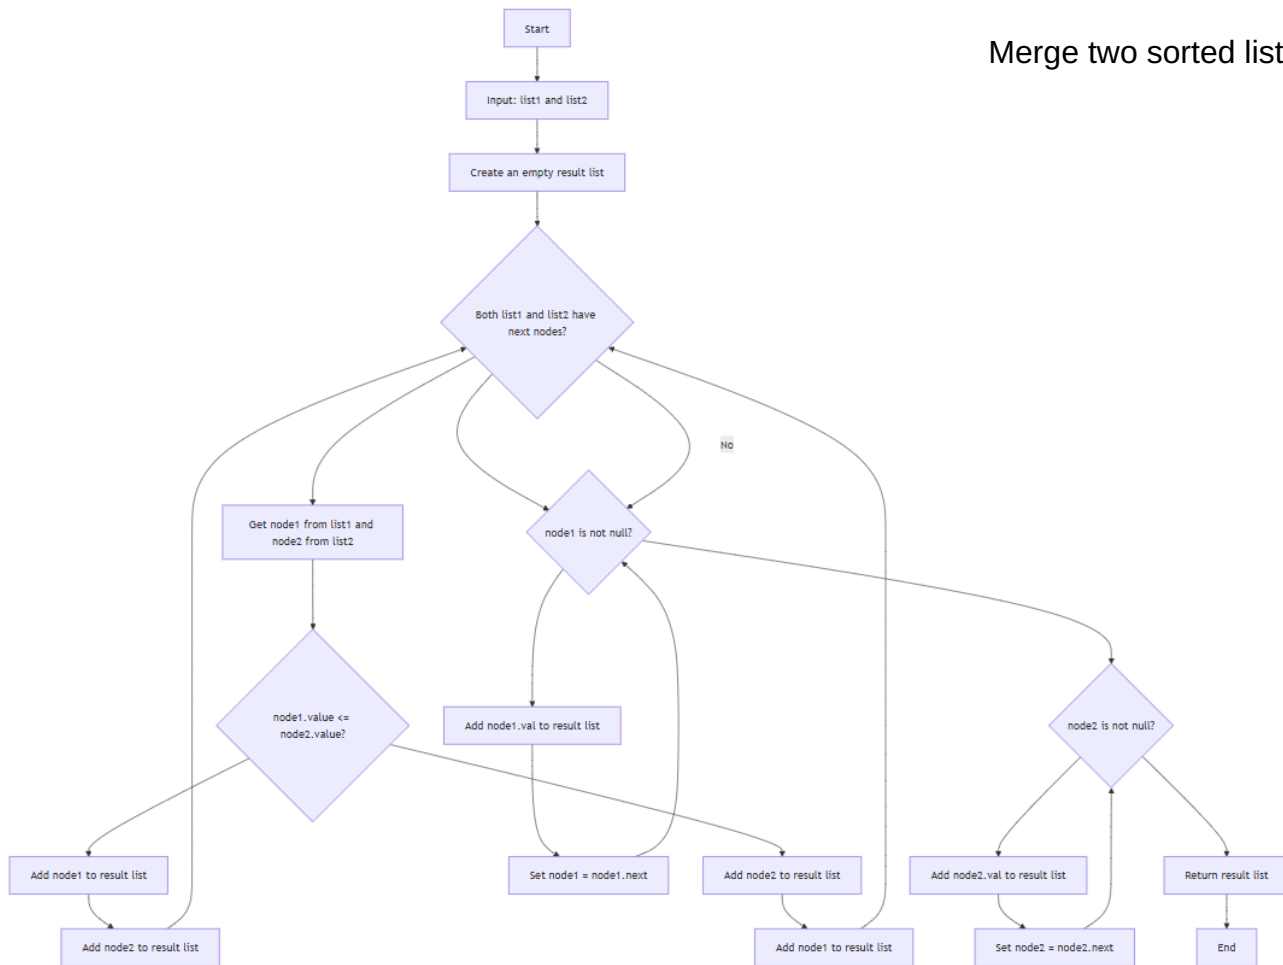 Start
Merge two sorted list
Input: list1 and list2
Create an empty result list
Both list1 and list2 have
next nodes?
No
Get node1 from list1 and
node2 from list2
node1 is not null?
node1.value <=
node2.value?
Add node1.val to result list
node2 is not null?
Add node1 to result list
Set node1 = node1.next
Add node2 to result list
Add node2.val to result list
Return result list
Add node2 to result list
Add node1 to result list
Set node2 = node2.next
End